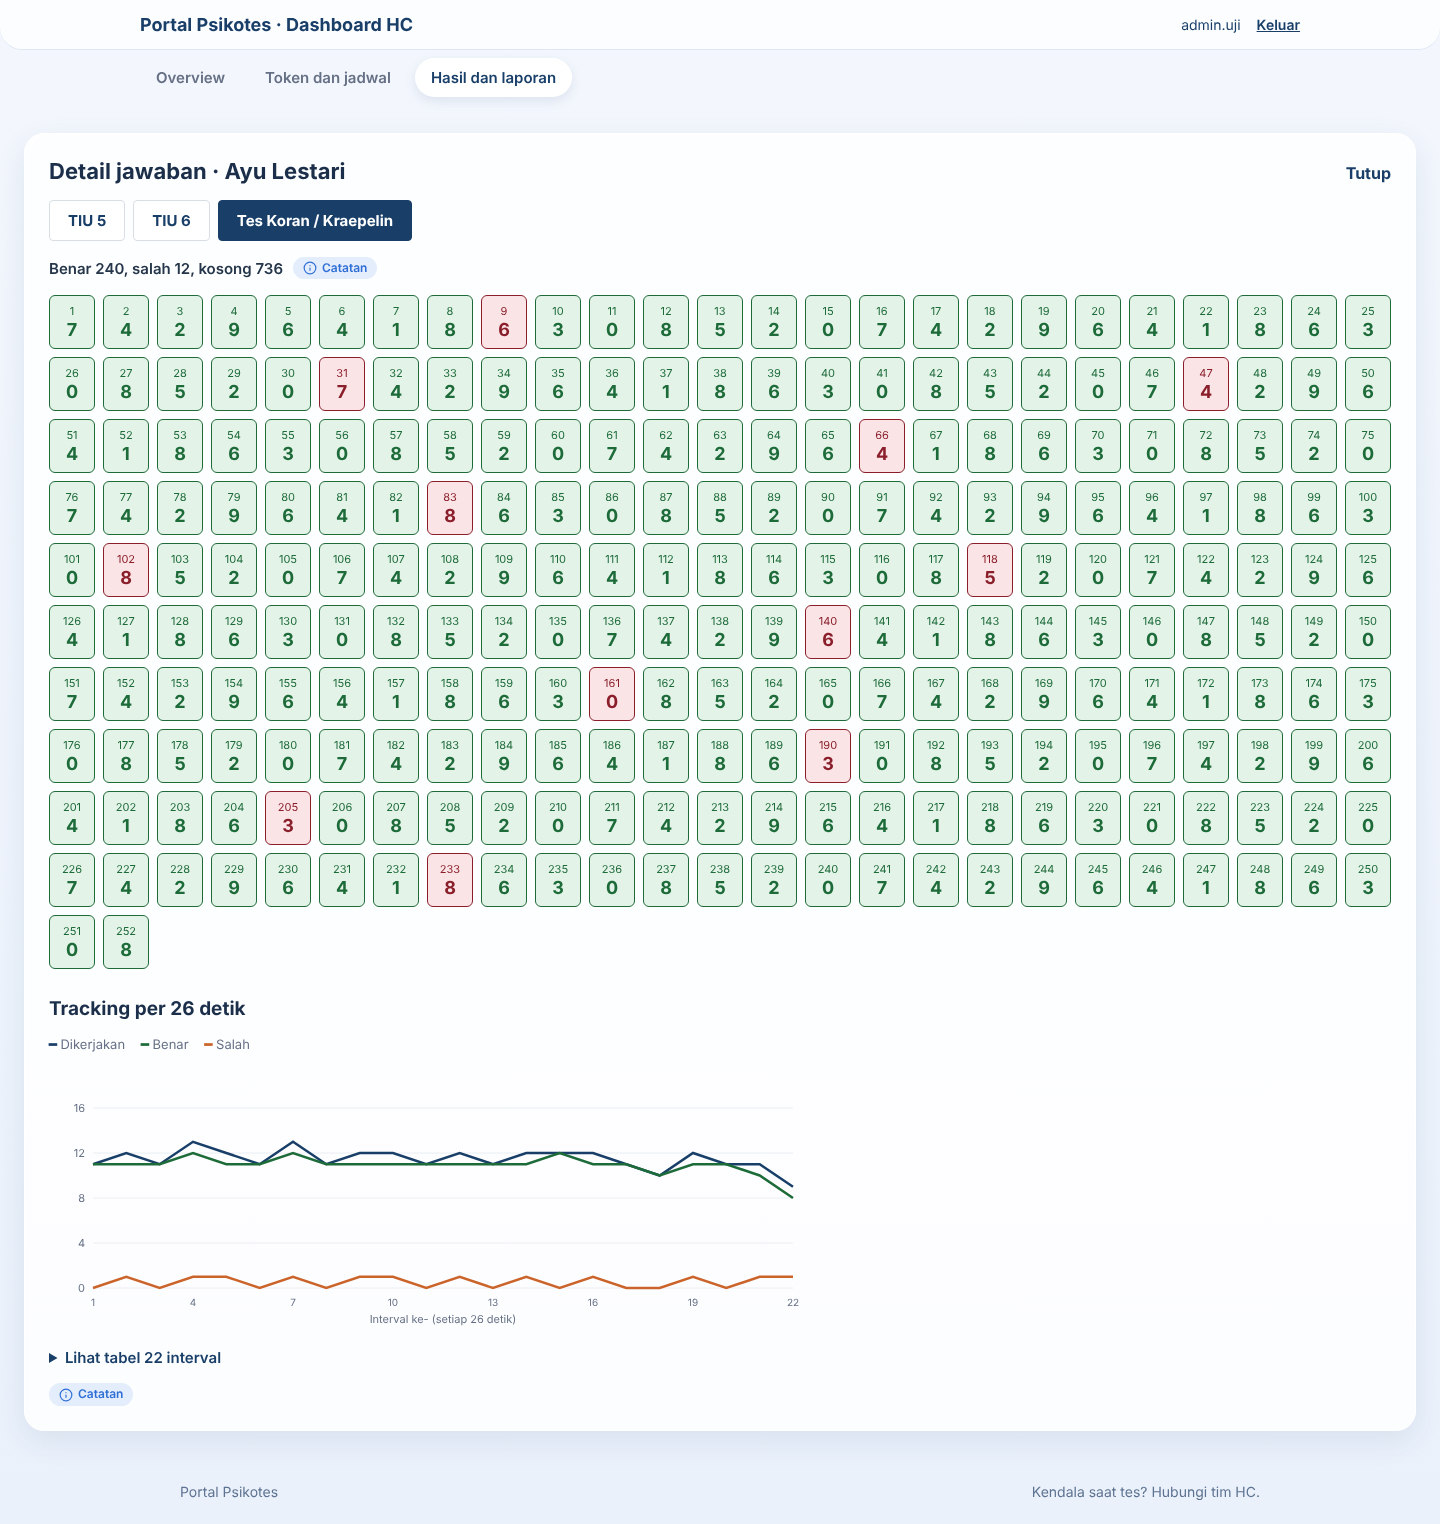 Portal Psikotes · Dashboard HC
admin.uji Keluar
Overview Token dan jadwal Hasil dan laporan
Detail jawaban · Ayu Lestari
Tutup
TIU 5 TIU 6 Tes Koran / Kraepelin
Benar 240, salah 12, kosong 736 Catatan
1 2 3 4 5 6 7 8 9 10 11 12 13 14 15 16 17 18 19 20 21 22 23 24 25
7 4 2 9 6 4 1 8 6 3 0 8 5 2 0 7 4 2 9 6 4 1 8 6 3
26 27 28 29 30 31 32 33 34 35 36 37 38 39 40 41 42 43 44 45 46 47 48 49 50
0 8 5 2 0 7 4 2 9 6 4 1 8 6 3 0 8 5 2 0 7 4 2 9 6
51 52 53 54 55 56 57 58 59 60 61 62 63 64 65 66 67 68 69 70 71 72 73 74 75
4 1 8 6 3 0 8 5 2 0 7 4 2 9 6 4 1 8 6 3 0 8 5 2 0
76 77 78 79 80 81 82 83 84 85 86 87 88 89 90 91 92 93 94 95 96 97 98 99 100
7 4 2 9 6 4 1 8 6 3 0 8 5 2 0 7 4 2 9 6 4 1 8 6 3
101 102 103 104 105 106 107 108 109 110 111 112 113 114 115 116 117 118 119 120 121 122 123 124 125
0 8 5 2 0 7 4 2 9 6 4 1 8 6 3 0 8 5 2 0 7 4 2 9 6
126 127 128 129 130 131 132 133 134 135 136 137 138 139 140 141 142 143 144 145 146 147 148 149 150
4 1 8 6 3 0 8 5 2 0 7 4 2 9 6 4 1 8 6 3 0 8 5 2 0
151 152 153 154 155 156 157 158 159 160 161 162 163 164 165 166 167 168 169 170 171 172 173 174 175
7 4 2 9 6 4 1 8 6 3 0 8 5 2 0 7 4 2 9 6 4 1 8 6 3
176 177 178 179 180 181 182 183 184 185 186 187 188 189 190 191 192 193 194 195 196 197 198 199 200
0 8 5 2 0 7 4 2 9 6 4 1 8 6 3 0 8 5 2 0 7 4 2 9 6
201 202 203 204 205 206 207 208 209 210 211 212 213 214 215 216 217 218 219 220 221 222 223 224 225
4 1 8 6 3 0 8 5 2 0 7 4 2 9 6 4 1 8 6 3 0 8 5 2 0
226 227 228 229 230 231 232 233 234 235 236 237 238 239 240 241 242 243 244 245 246 247 248 249 250
7 4 2 9 6 4 1 8 6 3 0 8 5 2 0 7 4 2 9 6 4 1 8 6 3
251 252
0 8
Tracking per 26 detik
Dikerjakan Benar Salah
16
12
8
4
0
1 4 7 10 13 16 19 22
Interval ke- (setiap 26 detik)
Lihat tabel 22 interval
Catatan
Portal Psikotes
Kendala saat tes? Hubungi tim HC.